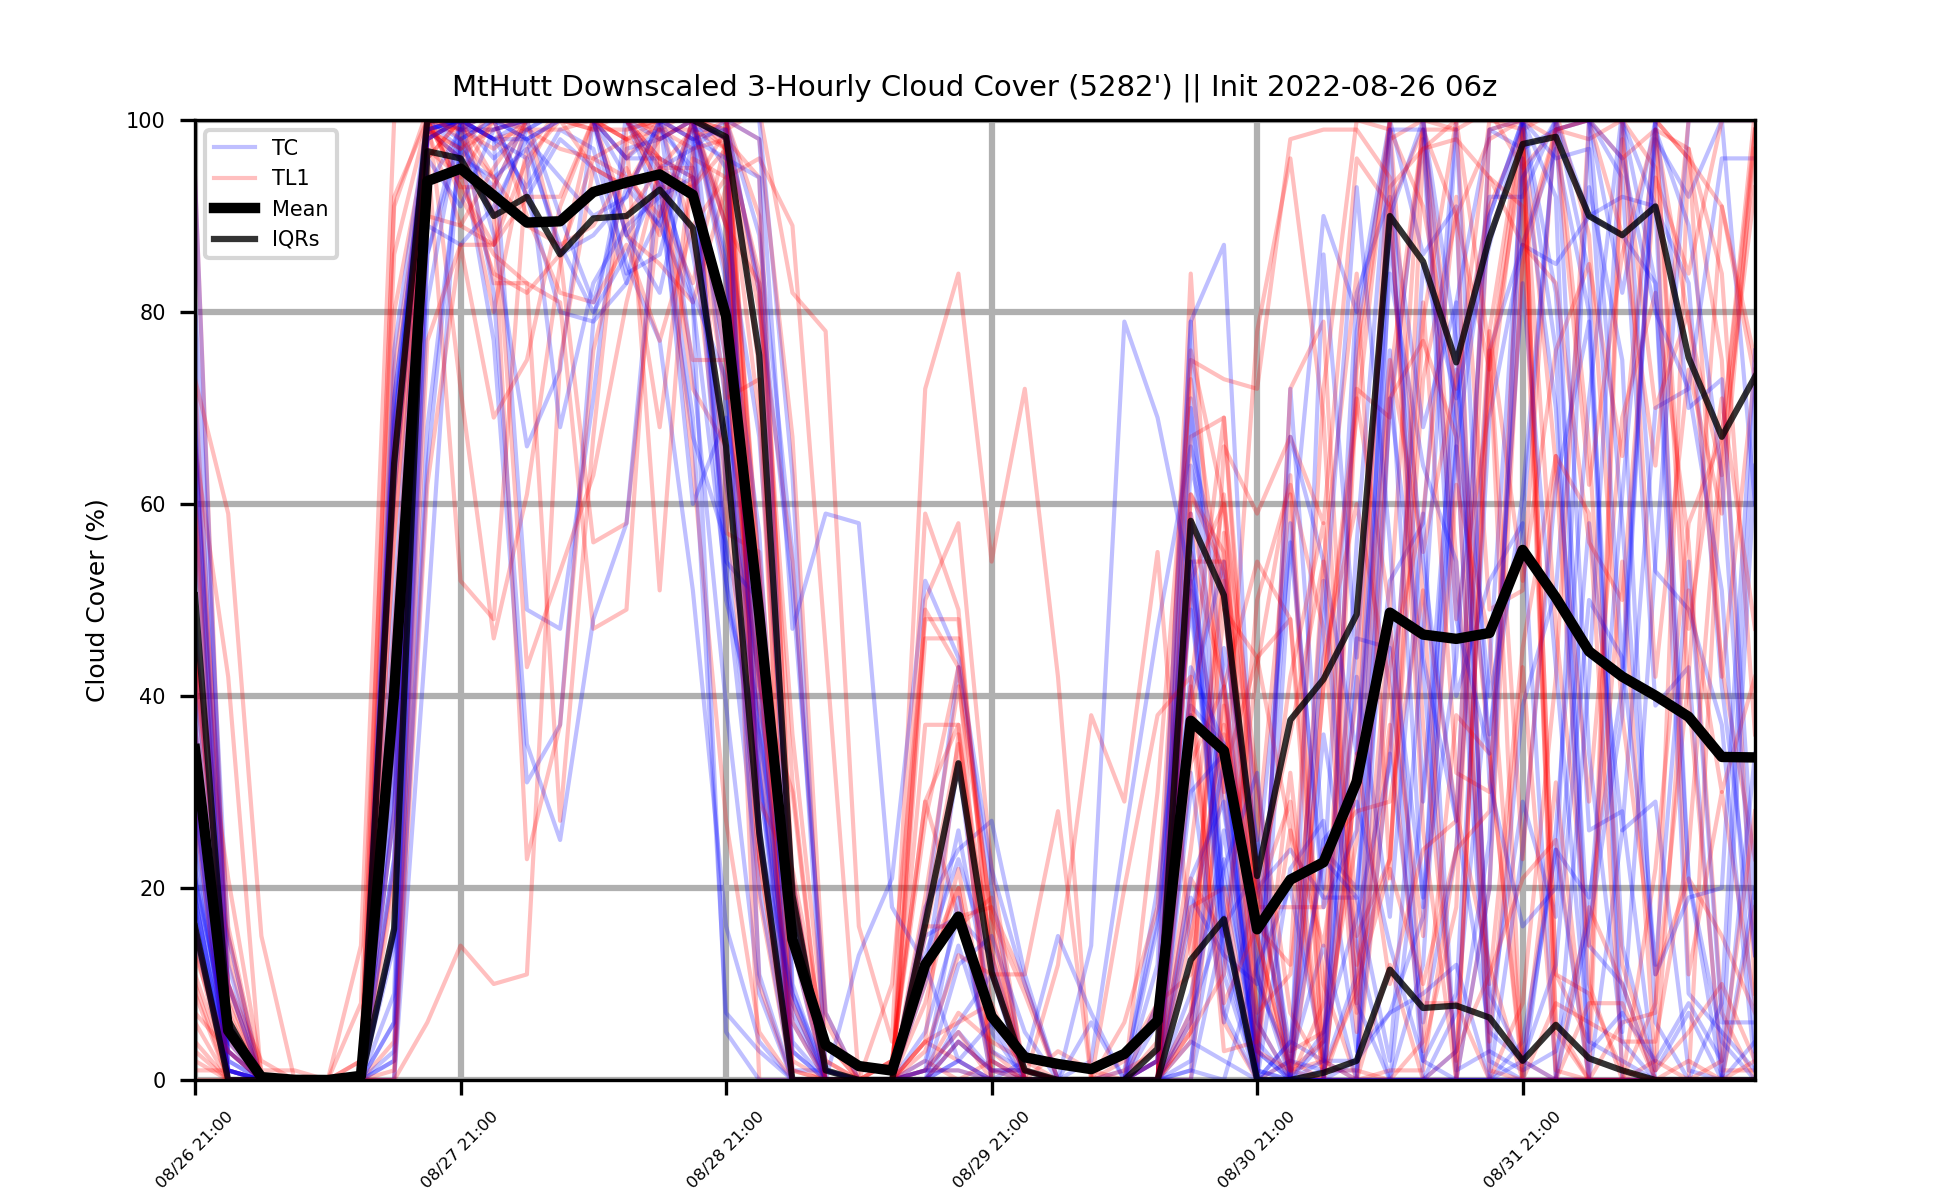 MtHutt Downscaled 3-Hourly Cloud Cover (5282') || Init 2022-08-26 06z
100
80
60
40
20
0
Cloud Cover (%)
TC
TL1
Mean
IQRs
08/26 21:00
08/27 21:00
08/28 21:00
08/29 21:00
08/30 21:00
08/31 21:00